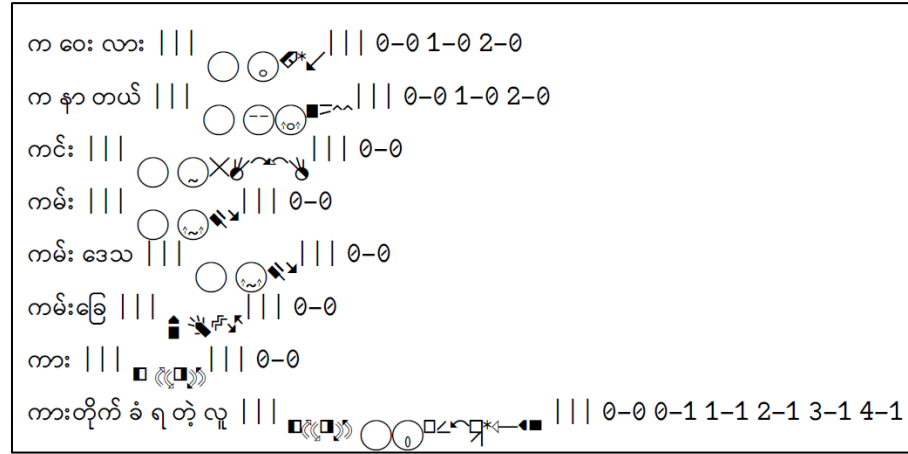 က ဝေး လား ||| ||| 0-0 1-0 2-0
က နာ တယ် ||| ||| 0-0 1-0 2-0
ကင်း ||| ||| 0-0
ကမ်း ||| ||| 0-0
ကမ်း ဒေသ ||| ||| 0-0
ကမ်းခြေ ||| ||| 0-0
ကား ||| ||| 0-0
ကားတိုက် ခံ ရ တဲ့ လူ ||| ||| 0-0 0-1 1-1 2-1 3-1 4-1